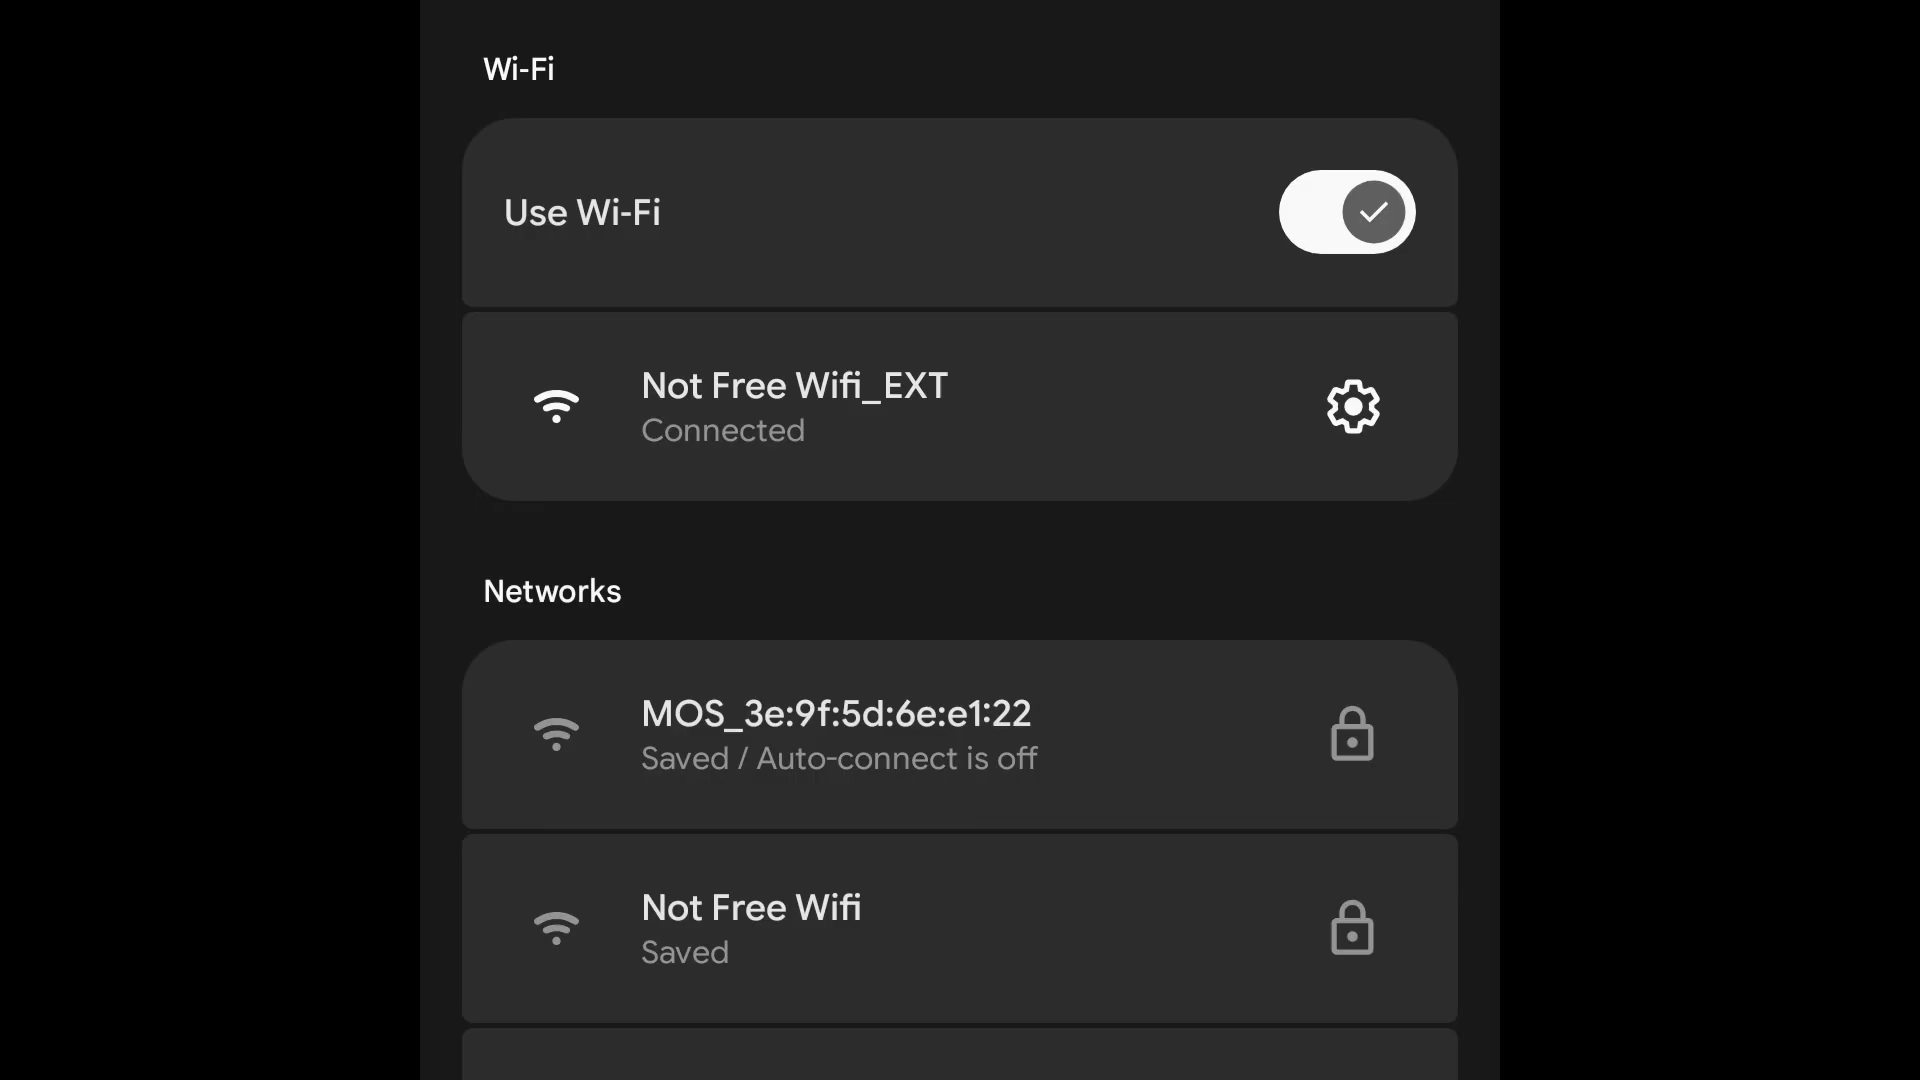 Wi-Fi
Use Wi-Fi
Not Free Wifi_EXT
Connected
Networks
MOS_3e:9f:5d:6e:e1:22
Saved / Auto-connect is off
Not Free Wifi
Saved